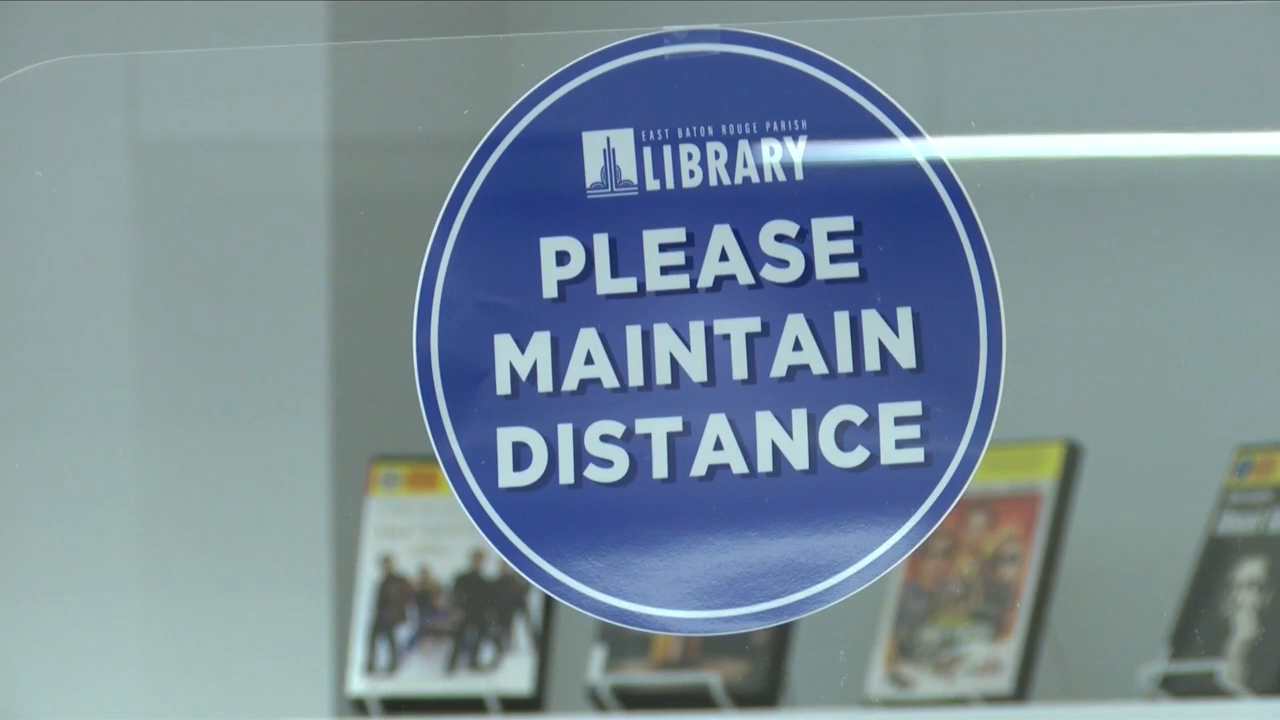 EAST BATON ROUGE PARISH
LIBRARY
PLEASE
MAINTAIN
DISTANCE